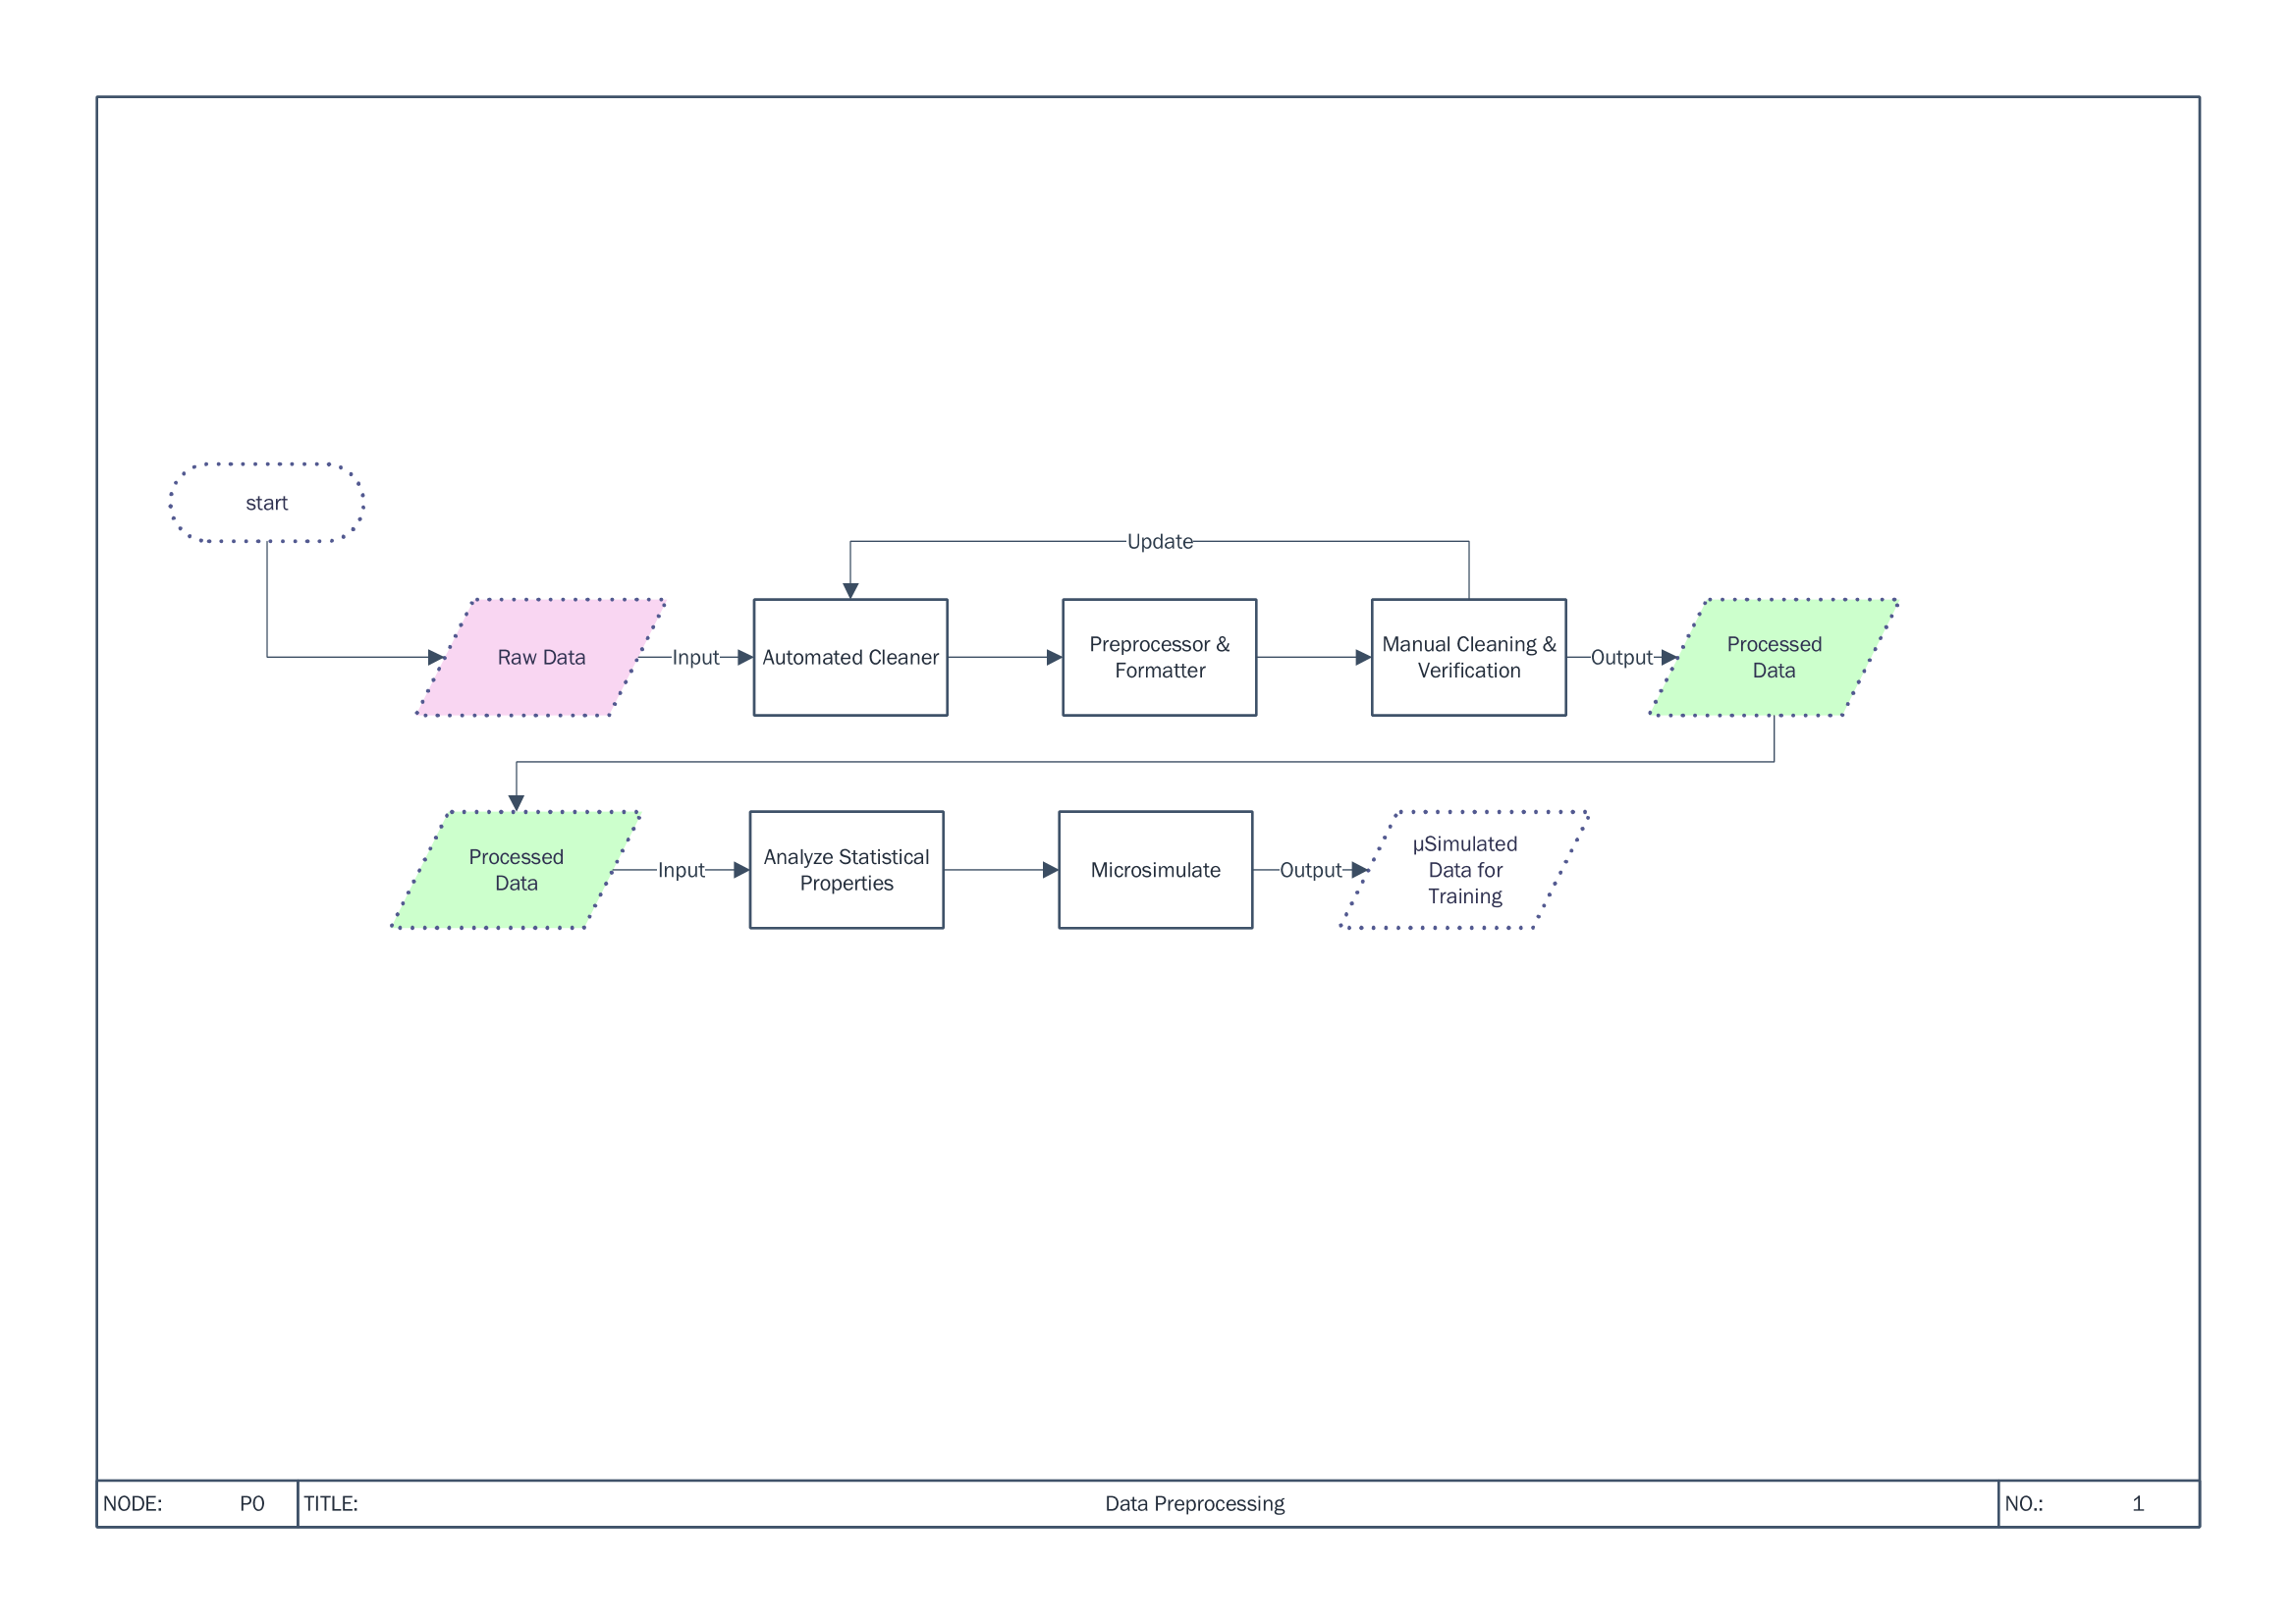 start
Update
Raw Data
Input
Automated Cleaner
Preprocessor &
Formatter
Manual Cleaning &
Verification
Output
Processed
Data
Processed
Data
Input
Analyze Statistical
Properties
Microsimulate
Output
µSimulated
Data for
Training
NODE: P0 TITLE: Data Preprocessing NO.: 1